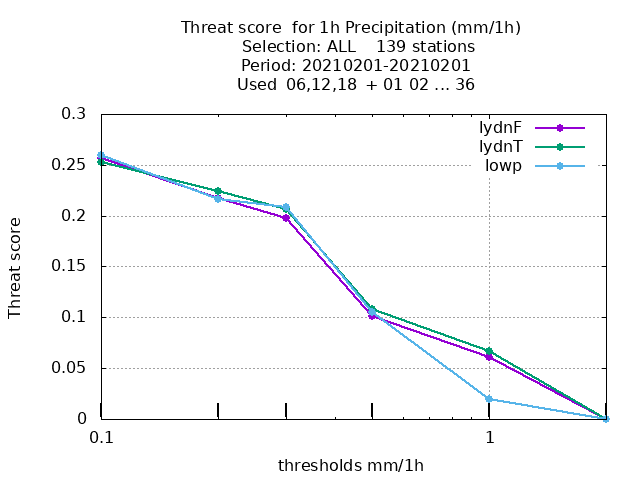 Threat score  for 1h Precipitation (mm/1h)
Selection: ALL    139 stations
Period: 20210201-20210201
Used  06,12,18  + 01 02 ... 36
0.3
0.25
0.2
0.15
0.1
0.05
0
Threat score
lydnF
lydnT
lowp
0.1
1
thresholds mm/1h